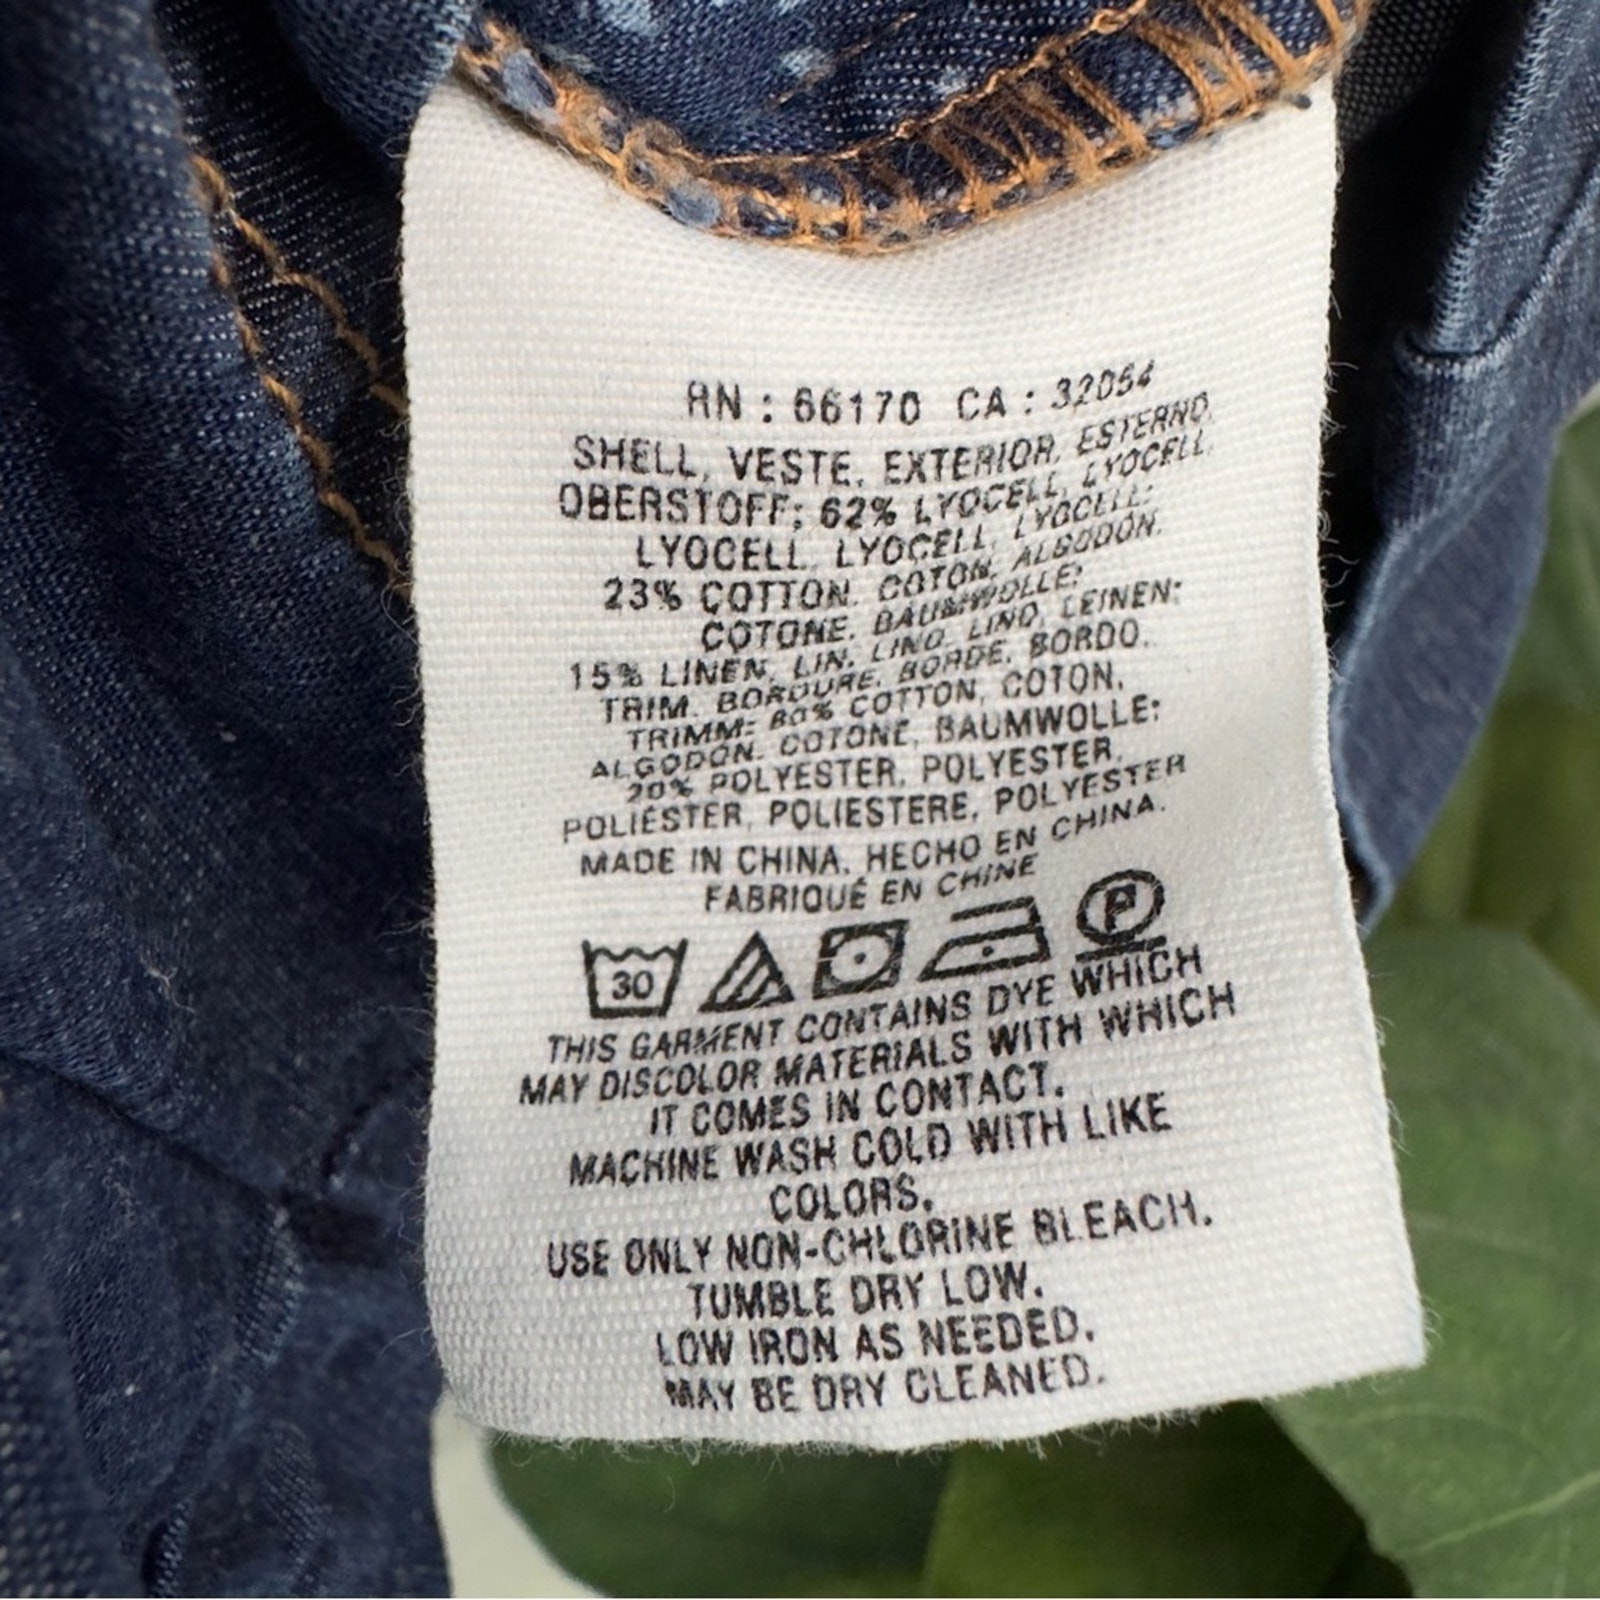 RN : 66170 CA : 32054
SHELL, VESTE, EXTERIOR, ESTERNO,
OBERSTOFF; 62% LYOCELL, LYOCELL,
LYOCELL, LYOCELL, LYOCELL;
23% COTTON, COTON, ALGODÓN,
COTONE, BAUMWOLLE;
15% LINEN, LIN, LINO, LINO, LEINEN;
TRIM, BORDURE, BORDE, BORDO,
TRIMM: 80% COTTON, COTON,
ALGODÓN, COTONE, BAUMWOLLE;
20% POLYESTER, POLYESTER,
POLIÉSTER, POLIESTERE, POLYESTER
MADE IN CHINA, HECHO EN CHINA.
FABRIQUÉ EN CHINE
30 P
THIS GARMENT CONTAINS DYE WHICH
MAY DISCOLOR MATERIALS WITH WHICH
IT COMES IN CONTACT.
MACHINE WASH COLD WITH LIKE
COLORS.
USE ONLY NON-CHLORINE BLEACH.
TUMBLE DRY LOW.
LOW IRON AS NEEDED.
MAY BE DRY CLEANED.